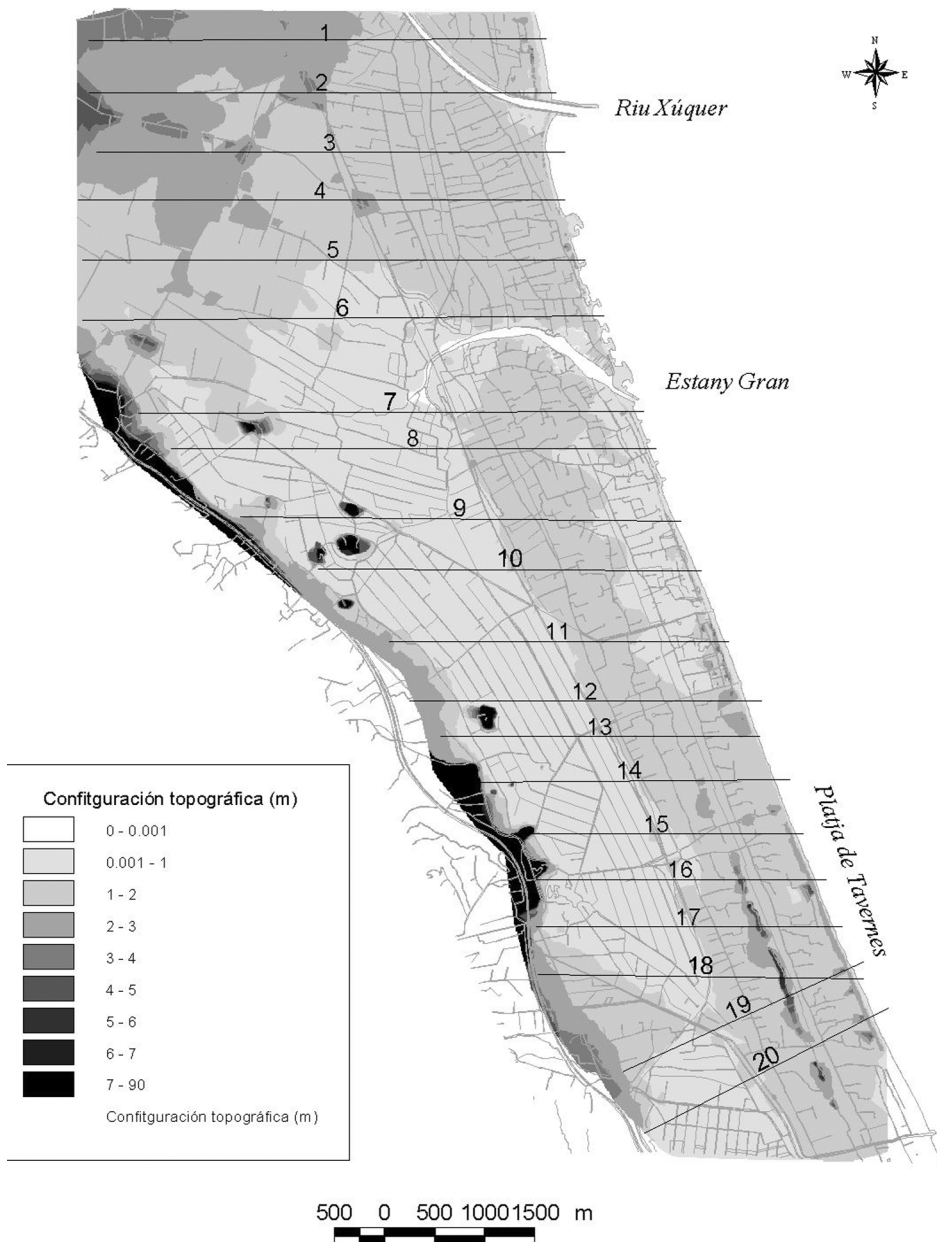 1
N
W E
S
2
Riu Xúquer
3
4
5
6
Estany Gran
7
8
9
10
11
12
13
14
Platja de Tavernes
15
16
17
18
19
20
Confitguración topográfica (m)
0 - 0.001
0.001 - 1
1 - 2
2 - 3
3 - 4
4 - 5
5 - 6
6 - 7
7 - 90
Confitguración topográfica (m)
500 0 500 1000 1500 m